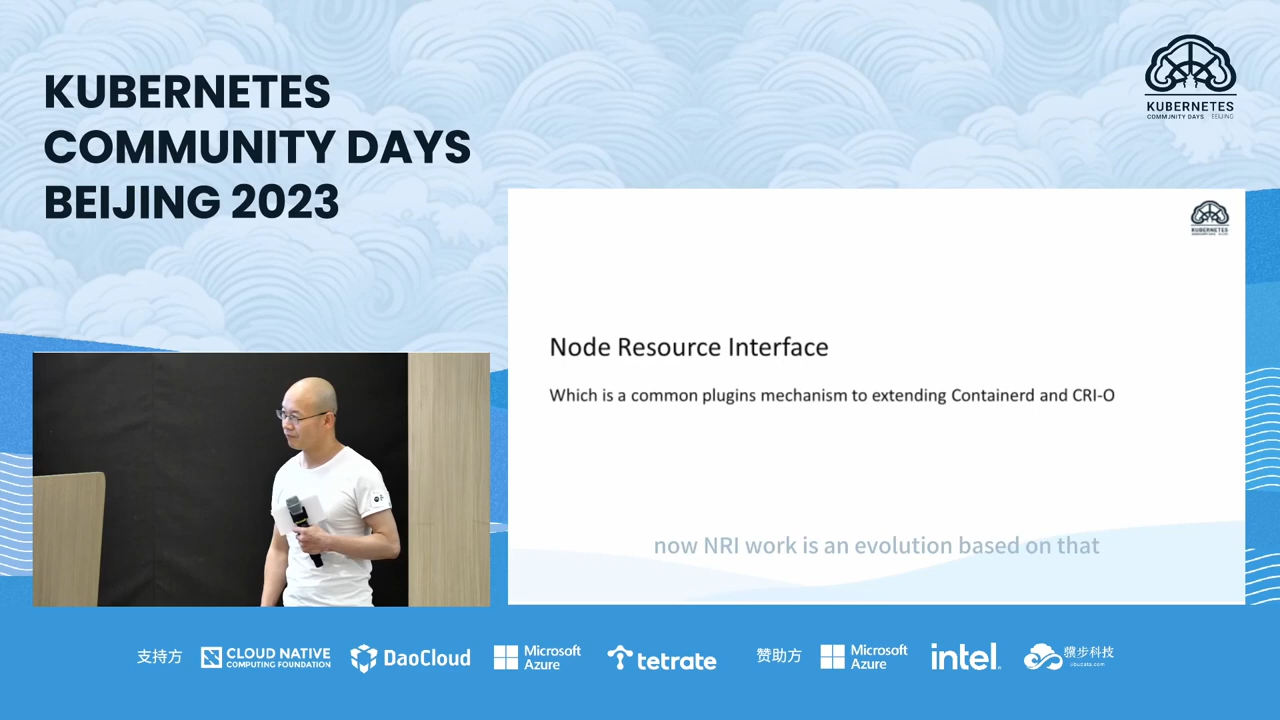 KUBERNETES
COMMUNITY DAYS
BEIJING 2023
KUBERNETES
COMMUNITY DAYS BEIJING
KUBERNETES
Node Resource Interface
Which is a common plugins mechanism to extending Containerd and CRI-O
now NRI work is an evolution based on that
支持方
CLOUD NATIVE
COMPUTING FOUNDATION
DaoCloud
Microsoft
Azure
tetrate
赞助方
Microsoft
Azure
intel.
骥步科技